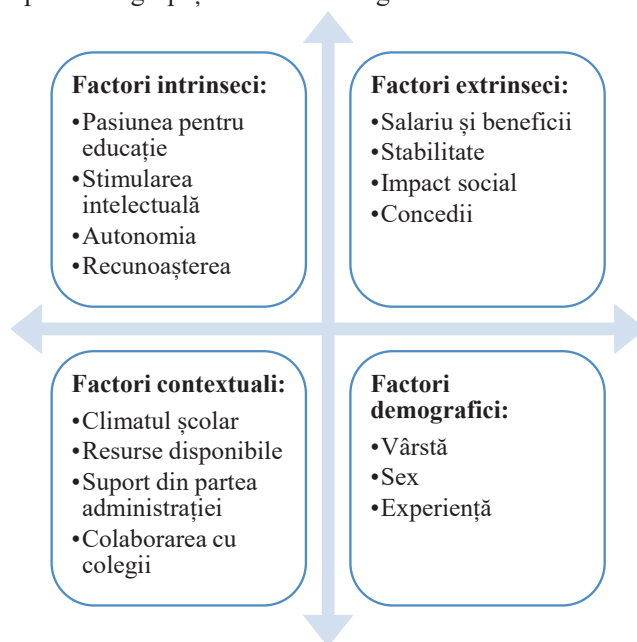 Factori intrinseci:
•Pasiunea pentru
educație
•Stimularea
intelectuală
•Autonomia
•Recunoașterea
Factori extrinseci:
•Salariu și beneficii
•Stabilitate
•Impact social
•Concedii
Factori contextuali:
•Climatul școlar
•Resurse disponibile
•Suport din partea
administrației
•Colaborarea cu
colegii
Factori
demografici:
•Vârstă
•Sex
•Experiență